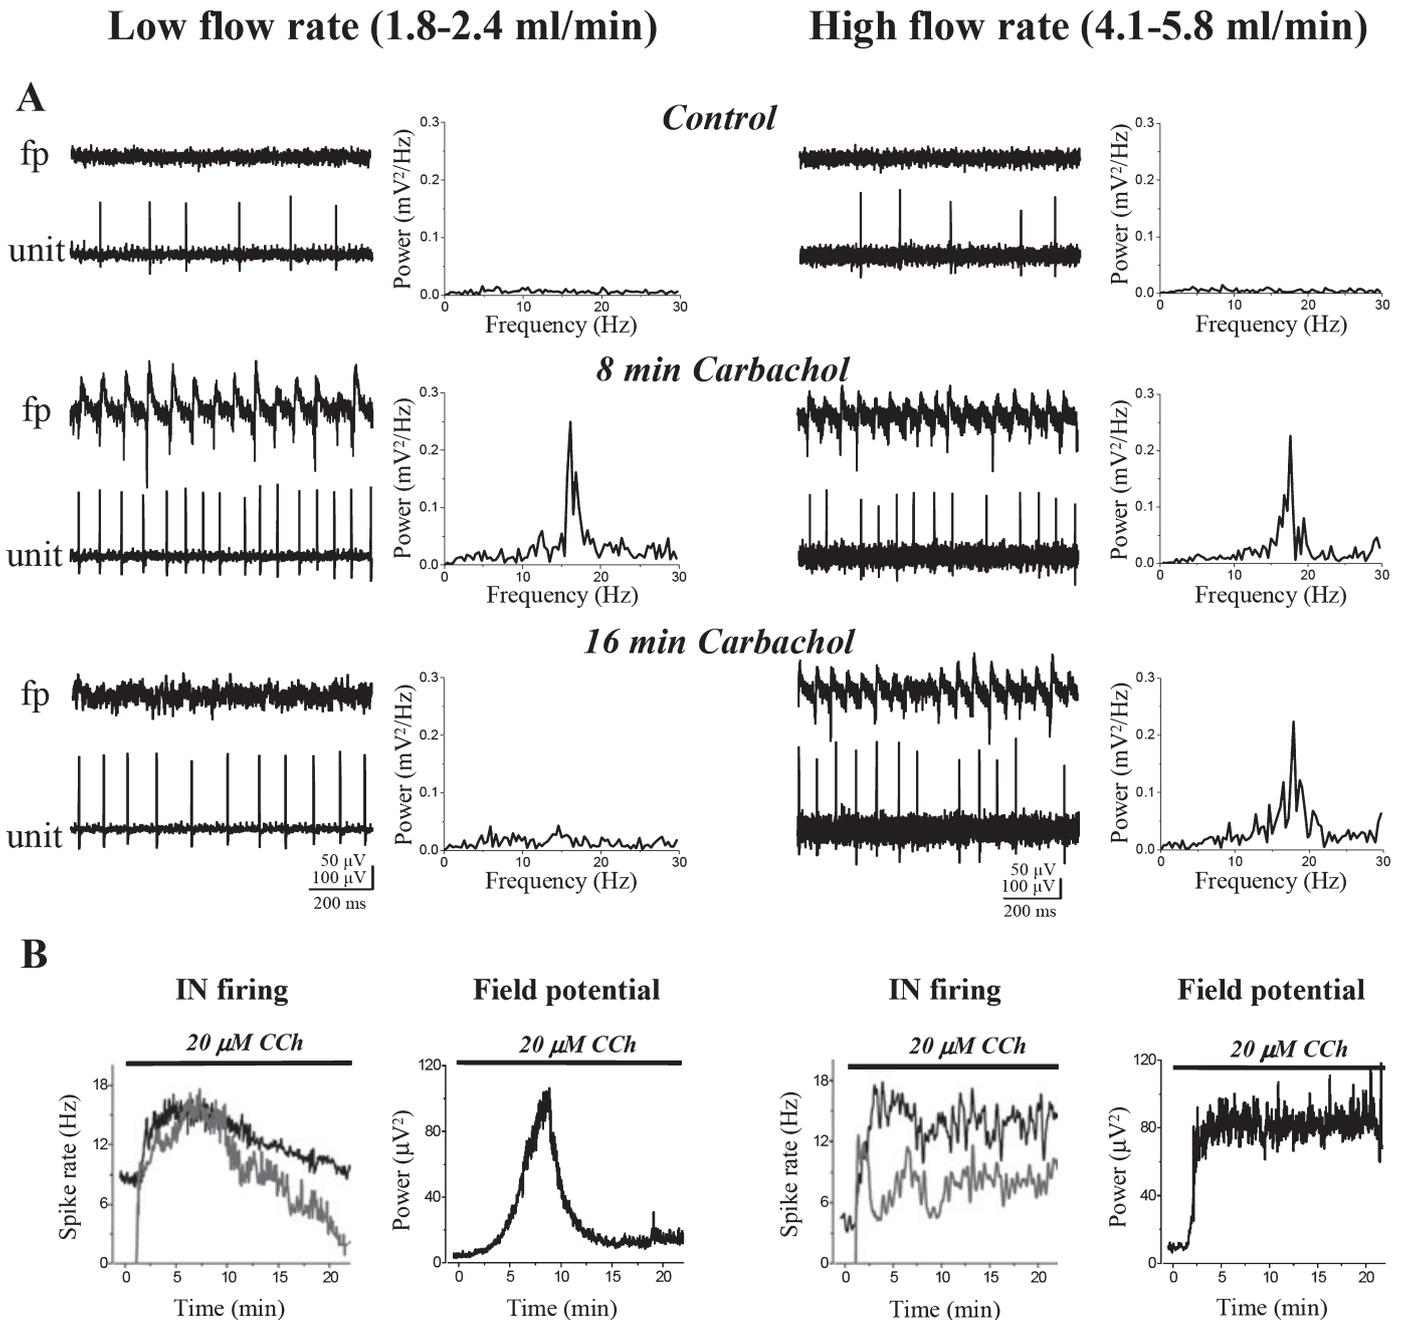 Low flow rate (1.8-2.4 ml/min)
High flow rate (4.1-5.8 ml/min)
A
Control
fp
unit
Power (mV²/Hz)
0.3
0.2
0.1
0.0
0 10 20 30
Frequency (Hz)
Power (mV²/Hz)
0.3
0.2
0.1
0.0
0 10 20 30
Frequency (Hz)
8 min Carbachol
fp
unit
Power (mV²/Hz)
0.3
0.2
0.1
0.0
0 10 20 30
Frequency (Hz)
Power (mV²/Hz)
0.3
0.2
0.1
0.0
0 10 20 30
Frequency (Hz)
16 min Carbachol
fp
unit
50 µV
100 µV
200 ms
Power (mV²/Hz)
0.3
0.2
0.1
0.0
0 10 20 30
Frequency (Hz)
50 µV
100 µV
200 ms
Power (mV²/Hz)
0.3
0.2
0.1
0.0
0 10 20 30
Frequency (Hz)
B
IN firing
20 µM CCh
Spike rate (Hz)
18
12
6
0
0 5 10 15 20
Time (min)
Field potential
20 µM CCh
Power (µV²)
120
80
40
0
0 5 10 15 20
Time (min)
IN firing
20 µM CCh
Spike rate (Hz)
18
12
6
0
0 5 10 15 20
Time (min)
Field potential
20 µM CCh
Power (µV²)
120
80
40
0
0 5 10 15 20
Time (min)